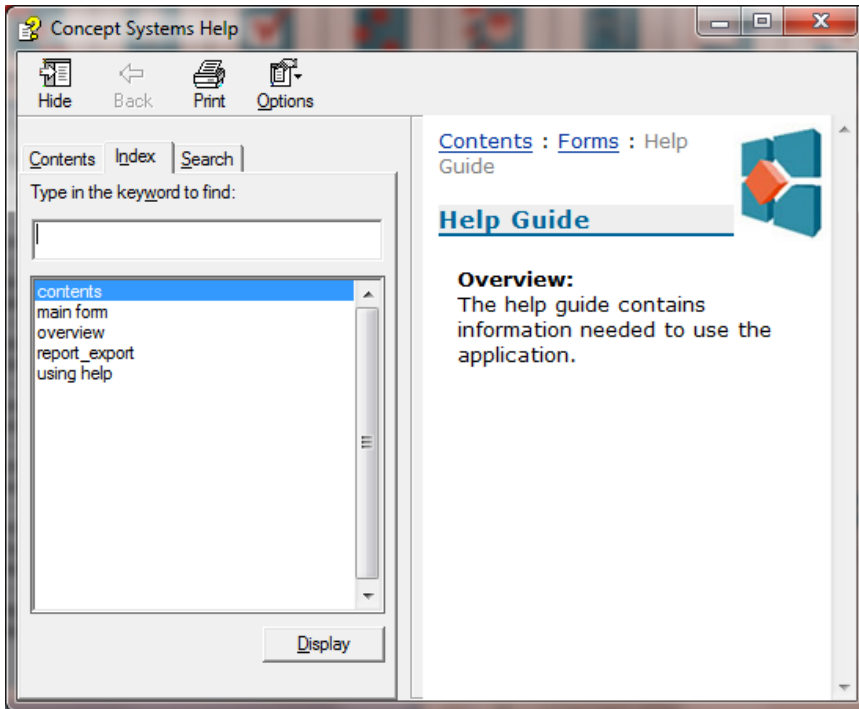 Concept Systems Help
Hide Back Print Options
Contents Index Search
Type in the keyword to find:
contents
main form
overview
report_export
using help
Display
Contents : Forms : Help
Guide
Help Guide
Overview:
The help guide contains
information needed to use the
application.